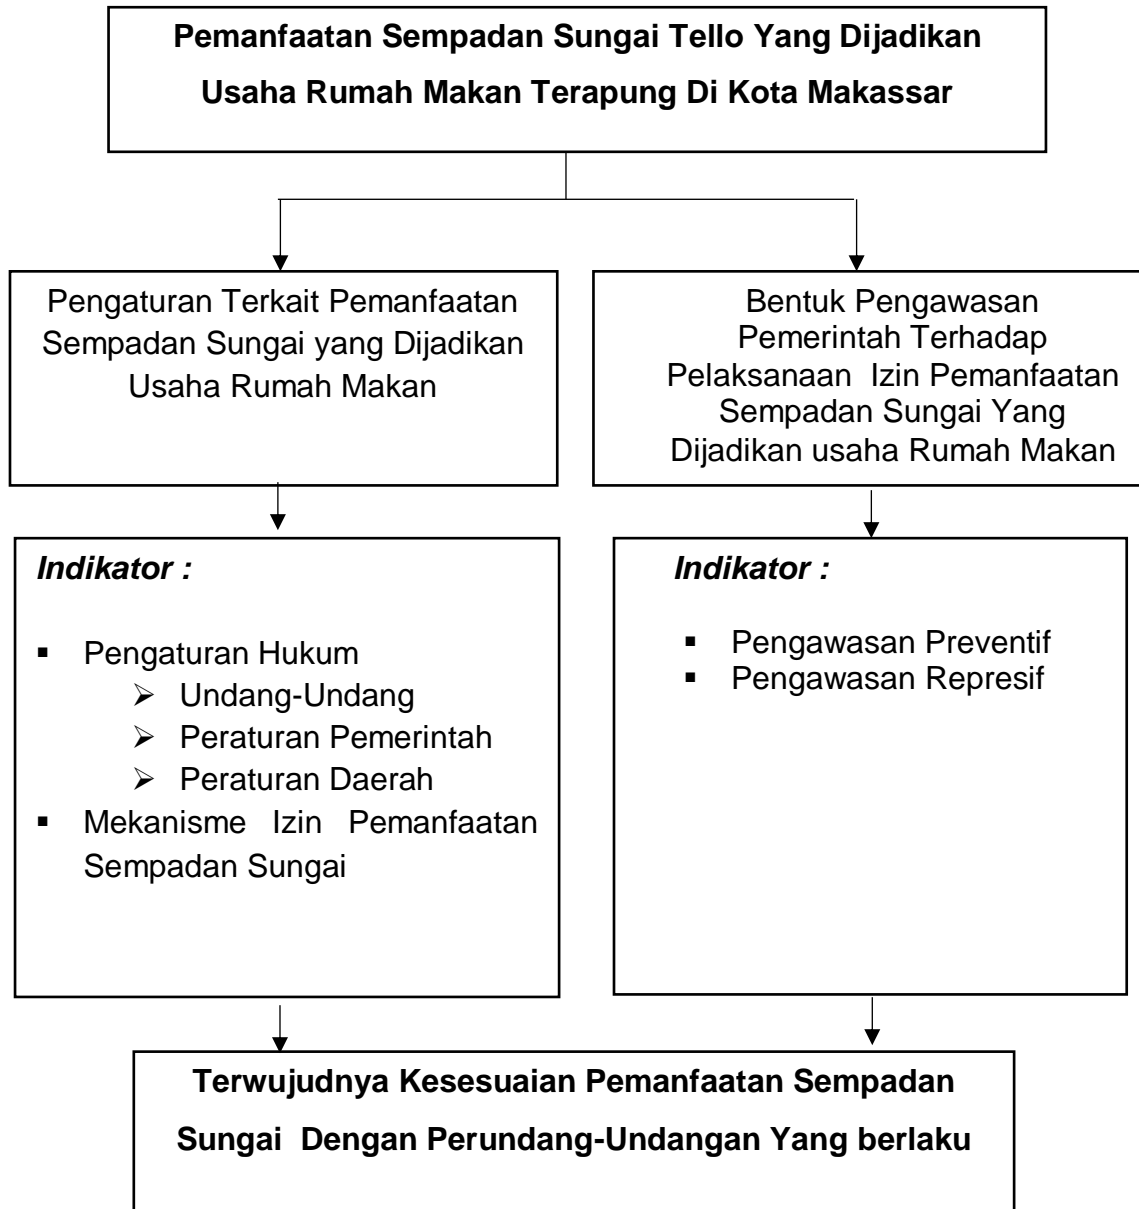 Pemanfaatan Sempadan Sungai Tello Yang Dijadikan
Usaha Rumah Makan Terapung Di Kota Makassar
Pengaturan Terkait Pemanfaatan
Sempadan Sungai yang Dijadikan
Usaha Rumah Makan
Bentuk Pengawasan
Pemerintah Terhadap
Pelaksanaan Izin Pemanfaatan
Sempadan Sungai Yang
Dijadikan usaha Rumah Makan
Indikator :
▪ Pengaturan Hukum
➢ Undang-Undang
➢ Peraturan Pemerintah
➢ Peraturan Daerah
▪ Mekanisme Izin Pemanfaatan
Sempadan Sungai
Indikator :
▪ Pengawasan Preventif
▪ Pengawasan Represif
Terwujudnya Kesesuaian Pemanfaatan Sempadan
Sungai Dengan Perundang-Undangan Yang berlaku